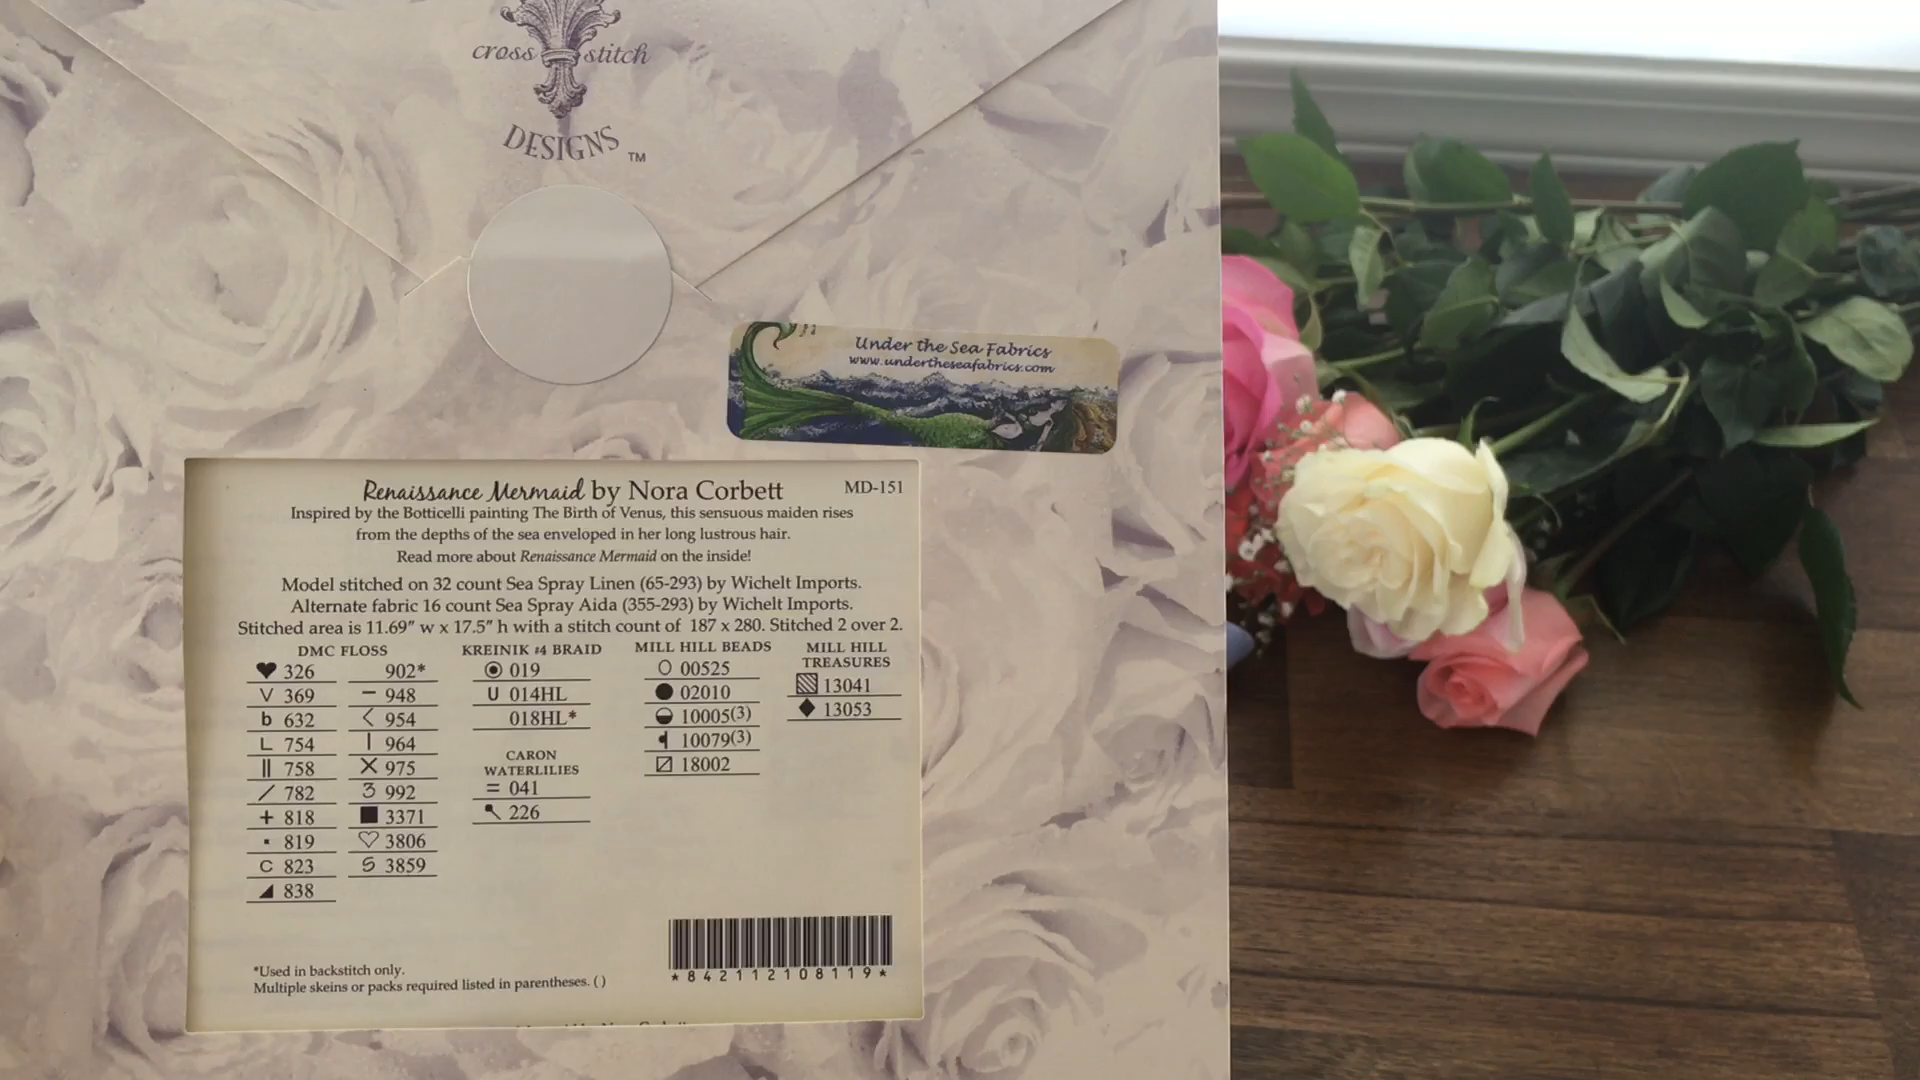 cross stitch
DESIGNS ™
Under the Sea Fabrics
www.undertheseafabrics.com
Renaissance Mermaid by Nora Corbett MD-151
Inspired by the Botticelli painting The Birth of Venus, this sensuous maiden rises
from the depths of the sea enveloped in her long lustrous hair.
Read more about Renaissance Mermaid on the inside!
Model stitched on 32 count Sea Spray Linen (65-293) by Wichelt Imports.
Alternate fabric 16 count Sea Spray Aida (355-293) by Wichelt Imports.
Stitched area is 11.69" w x 17.5" h with a stitch count of 187 x 280. Stitched 2 over 2.
DMC FLOSS
326 902*
V 369 – 948
b 632 < 954
L 754 | 964
|| 758 X 975
/ 782 3 992
+ 818 ■ 3371
▪ 819 ♡ 3806
C 823 S 3859
◢ 838
KREINIK #4 BRAID
019
U 014HL
018HL*
CARON
WATERLILIES
= 041
226
MILL HILL BEADS
O 00525
● 02010
10005(3)
10079(3)
18002
MILL HILL
TREASURES
13041
◆ 13053
*842112108119*
*Used in backstitch only.
Multiple skeins or packs required listed in parentheses. ( )